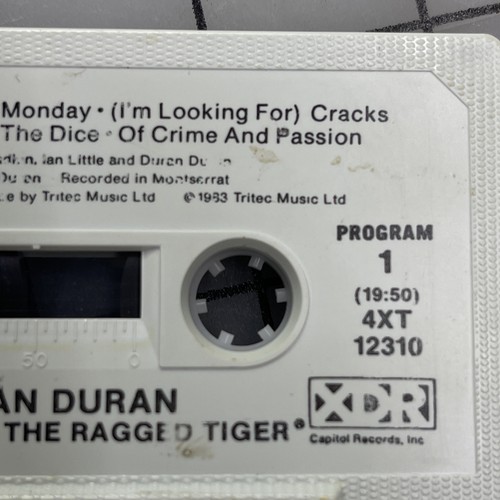 Monday • (I'm Looking For) Cracks
The Dice • Of Crime And Passion
Ian Little and Duran
Recorded in Montserrat
by Tritec Music Ltd ℗ 1983 Tritec Music Ltd
PROGRAM
1
(19:50)
4XT
12310
50 0
AN DURAN
THE RAGGED TIGER®
XDR
Capitol Records, Inc